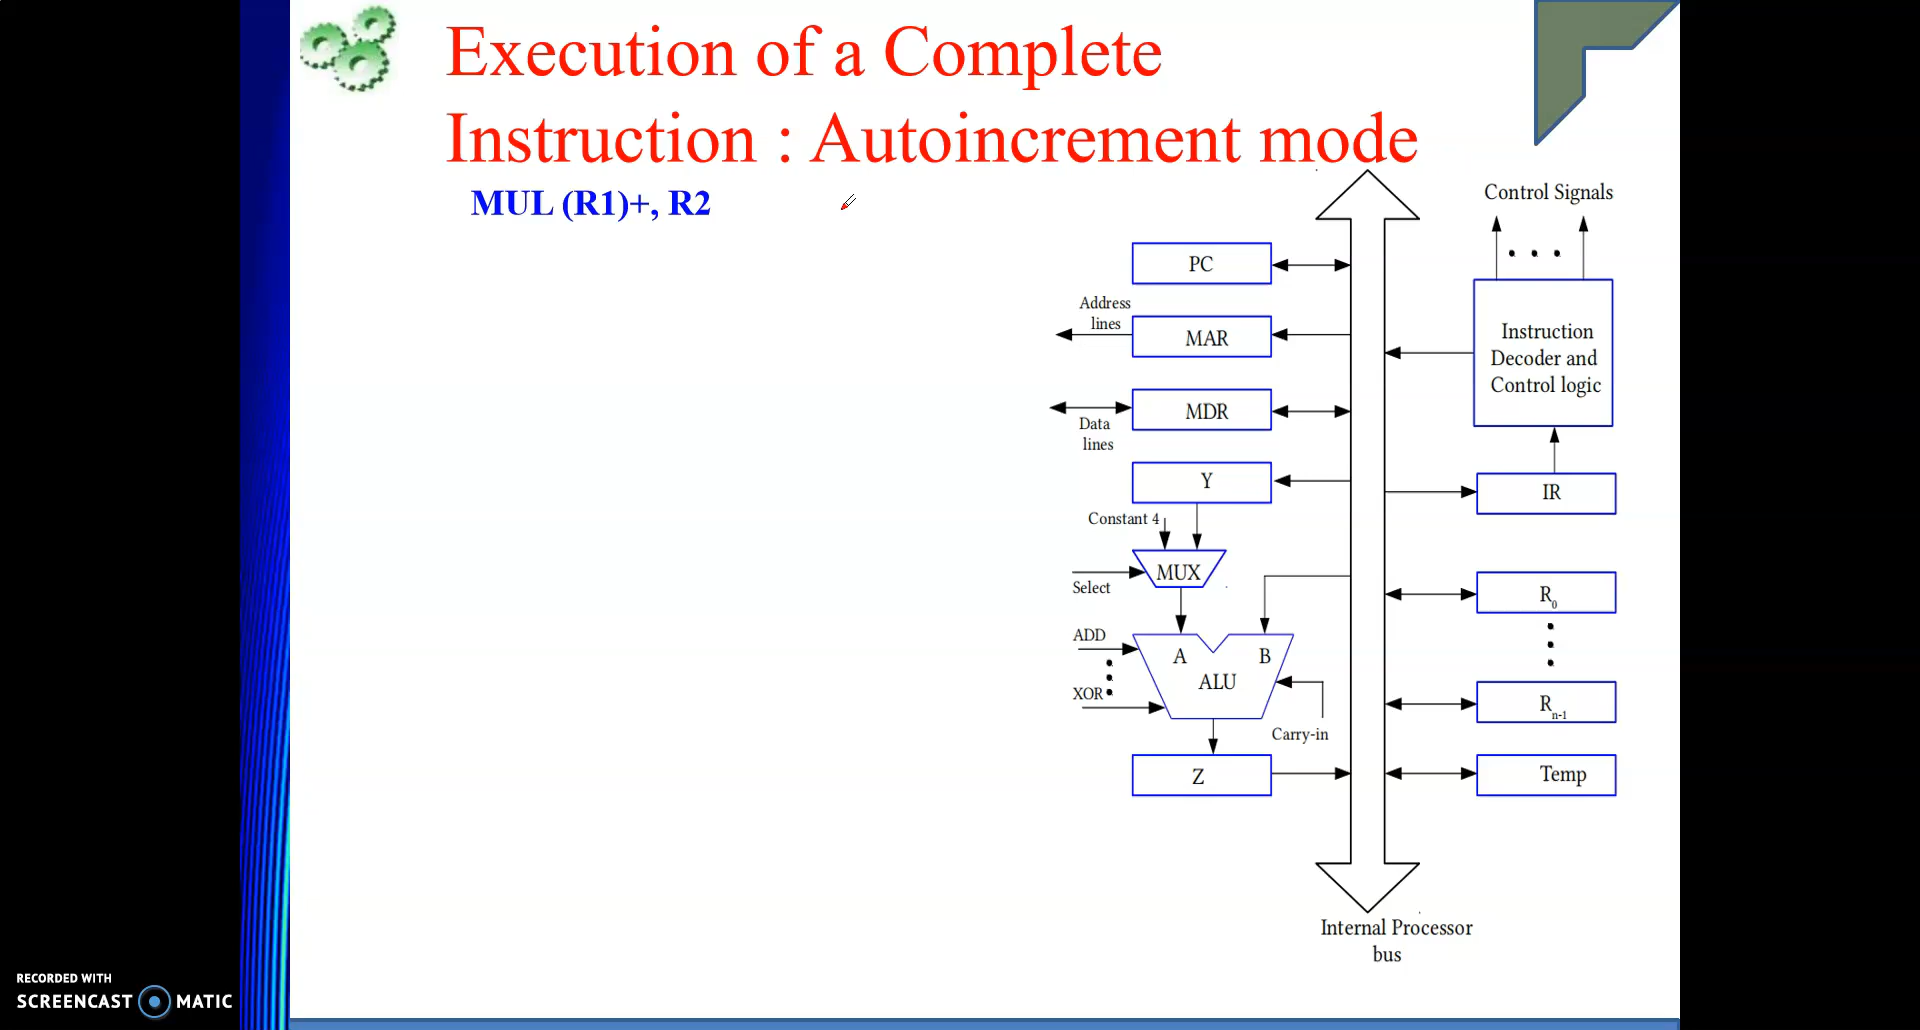 Execution of a Complete
Instruction : Autoincrement mode
MUL (R1)+, R2
Control Signals
PC
Address
lines
MAR
Instruction
Decoder and
Control logic
MDR
Data
lines
Y
IR
Constant 4
MUX
Select
R0
ADD
A
B
ALU
XOR
Rn-1
Carry-in
Z
Temp
Internal Processor
bus
RECORDED WITH
SCREENCAST MATIC